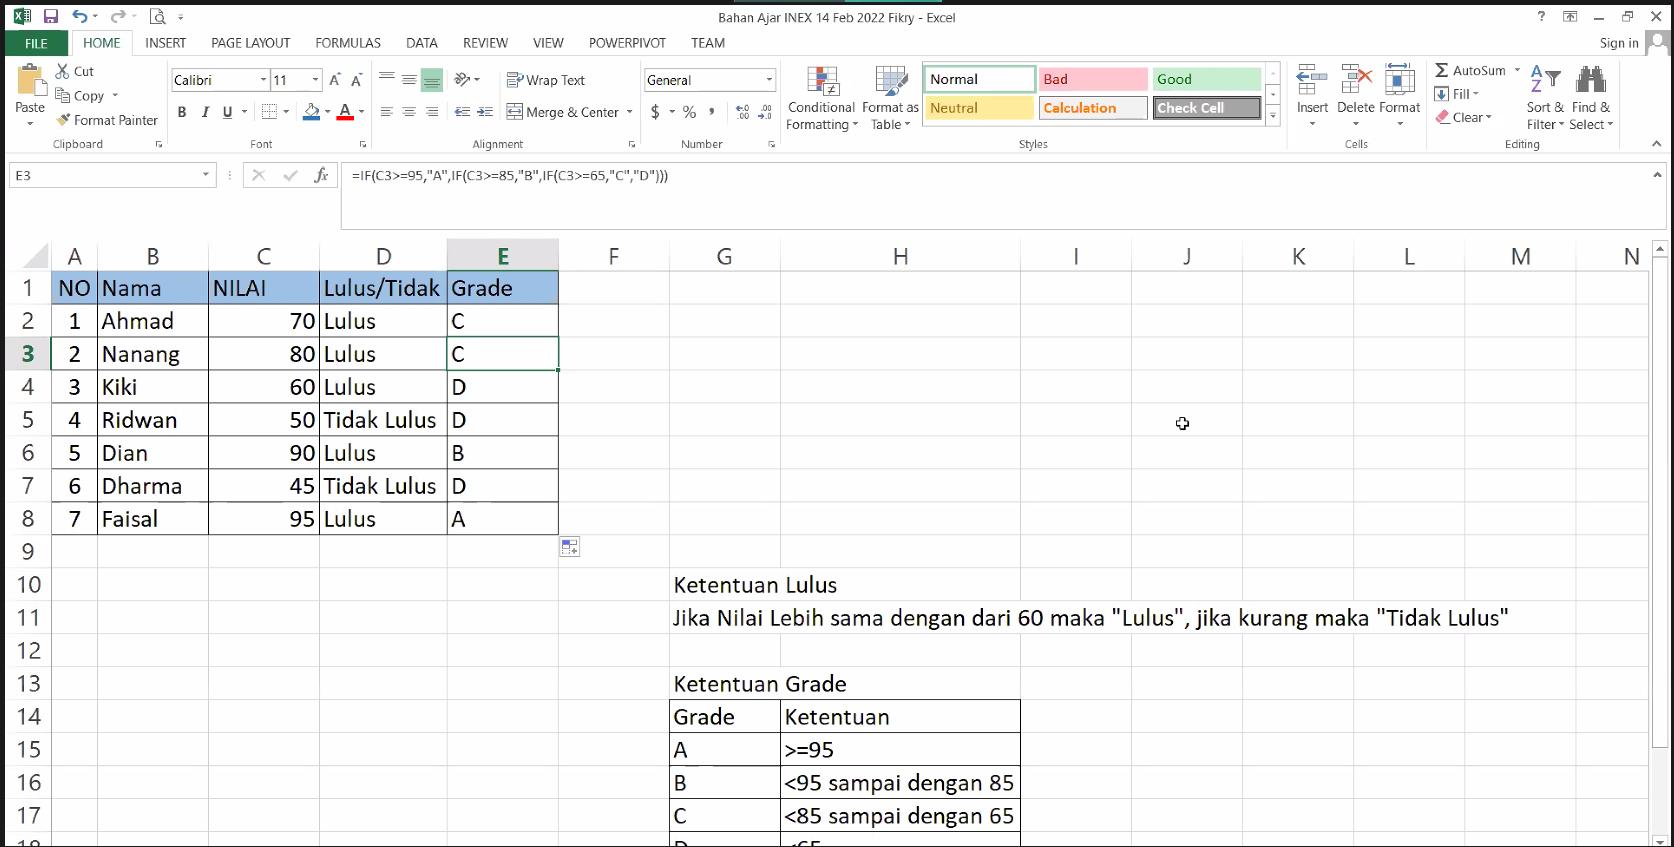 Bahan Ajar INEX 14 Feb 2022 Fikry - Excel
?
FILE HOME INSERT PAGE LAYOUT FORMULAS DATA REVIEW VIEW POWERPIVOT TEAM Sign in
Paste Cut Copy Format Painter
Clipboard
Calibri 11 A A
B I U A
Font
Wrap Text
Merge & Center
Alignment
General
$ % ,
Number
Conditional Formatting
Format as Table
Normal Bad Good
Neutral Calculation Check Cell
Styles
Insert Delete Format
Cells
AutoSum
Fill
Clear
Sort & Filter
Find & Select
Editing
E3 fx =IF(C3>=95,"A",IF(C3>=85,"B",IF(C3>=65,"C","D")))
A B C D E F G H I J K L M N
1 NO Nama NILAI Lulus/Tidak Grade
2 1 Ahmad 70 Lulus C
3 2 Nanang 80 Lulus C
4 3 Kiki 60 Lulus D
5 4 Ridwan 50 Tidak Lulus D
6 5 Dian 90 Lulus B
7 6 Dharma 45 Tidak Lulus D
8 7 Faisal 95 Lulus A
9
10 Ketentuan Lulus
11 Jika Nilai Lebih sama dengan dari 60 maka "Lulus", jika kurang maka "Tidak Lulus"
12
13 Ketentuan Grade
14 Grade Ketentuan
15 A >=95
16 B <95 sampai dengan 85
17 C <85 sampai dengan 65
18 D <65